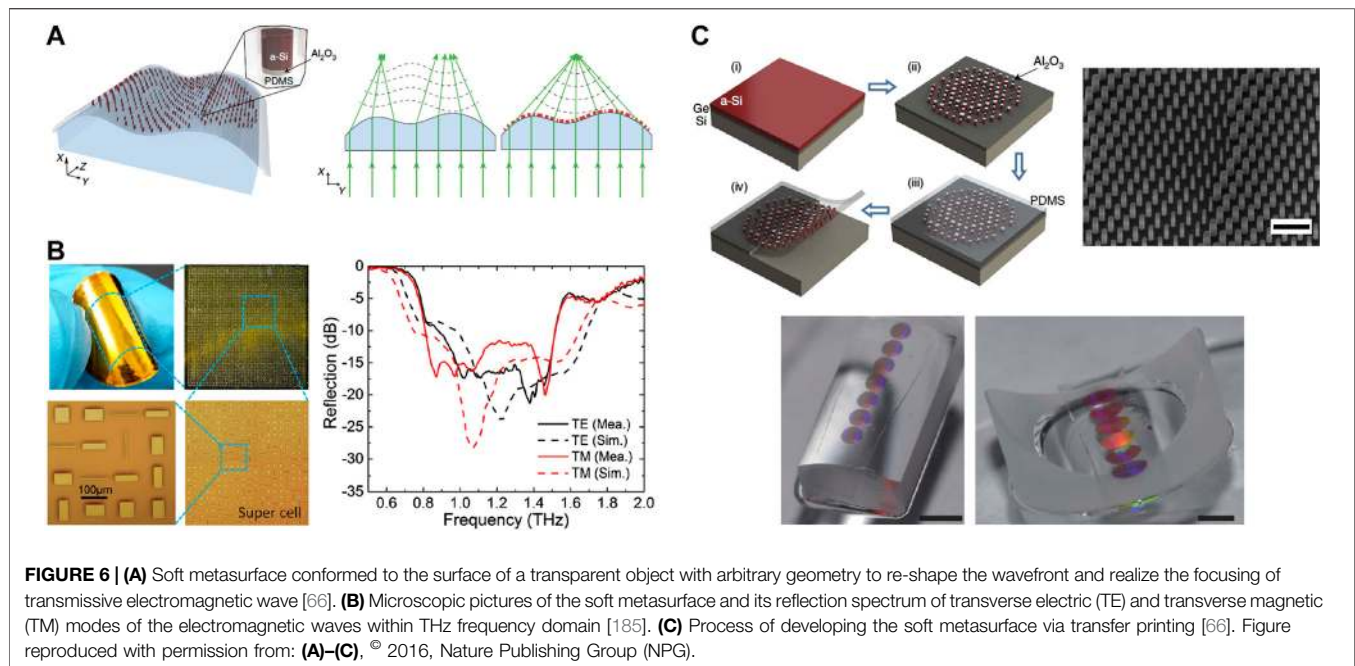 A
a-Si
Al₂O₃
PDMS
X
Z
Y
X
Y
B
100μm
Super cell
Reflection (dB)
0
-5
-10
-15
-20
-25
-30
-35
TE (Mea.)
TE (Sim.)
TM (Mea.)
TM (Sim.)
0.6 0.8 1.0 1.2 1.4 1.6 1.8 2.0
Frequency (THz)
C
(i)
a-Si
Ge
Si
(ii)
Al₂O₃
(iv)
(iii)
PDMS
FIGURE 6 | (A) Soft metasurface conformed to the surface of a transparent object with arbitrary geometry to re-shape the wavefront and realize the focusing of
transmissive electromagnetic wave [66]. (B) Microscopic pictures of the soft metasurface and its reflection spectrum of transverse electric (TE) and transverse magnetic
(TM) modes of the electromagnetic waves within THz frequency domain [185]. (C) Process of developing the soft metasurface via transfer printing [66]. Figure
reproduced with permission from: (A)–(C), © 2016, Nature Publishing Group (NPG).